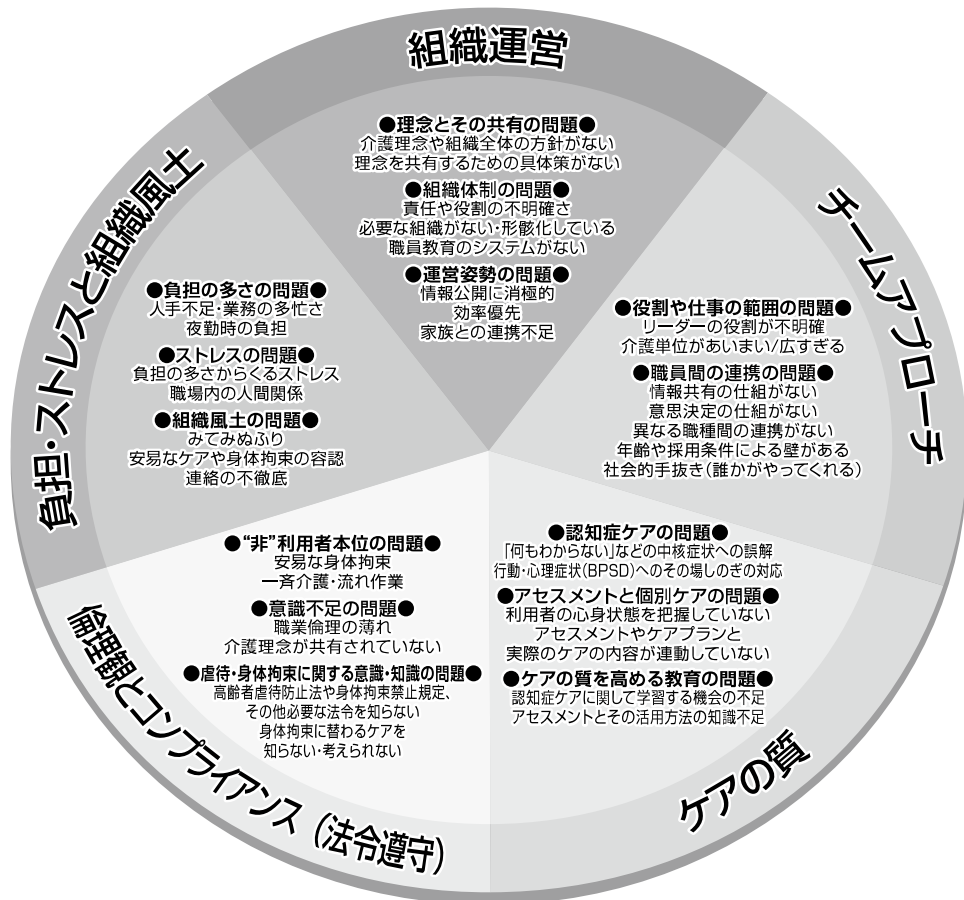 組織運営
●理念とその共有の問題●
介護理念や組織全体の方針がない
理念を共有するための具体策がない
●組織体制の問題●
責任や役割の不明確さ
必要な組織がない・形骸化している
職員教育のシステムがない
●運営姿勢の問題●
情報公開に消極的
効率優先
家族との連携不足
チームアプローチ
●役割や仕事の範囲の問題●
リーダーの役割が不明確
介護単位があいまい/広すぎる
●職員間の連携の問題●
情報共有の仕組がない
意思決定の仕組がない
異なる職種間の連携がない
年齢や採用条件による壁がある
社会的手抜き(誰かがやってくれる)
ケアの質
●認知症ケアの問題●
「何もわからない」などの中核症状への誤解
行動・心理症状(BPSD)へのその場しのぎの対応
●アセスメントと個別ケアの問題●
利用者の心身状態を把握していない
アセスメントやケアプランと
実際のケアの内容が連動していない
●ケアの質を高める教育の問題●
認知症ケアに関して学習する機会の不足
アセスメントとその活用方法の知識不足
倫理観とコンプライアンス(法令遵守)
●“非”利用者本位の問題●
安易な身体拘束
一斉介護・流れ作業
●意識不足の問題●
職業倫理の薄れ
介護理念が共有されていない
●虐待・身体拘束に関する意識・知識の問題●
高齢者虐待防止法や身体拘束禁止規定、
その他必要な法令を知らない
身体拘束に替わるケアを
知らない・考えられない
負担・ストレスと組織風土
●負担の多さの問題●
人手不足・業務の多忙さ
夜勤時の負担
●ストレスの問題●
負担の多さからくるストレス
職場内の人間関係
●組織風土の問題●
みてみぬふり
安易なケアや身体拘束の容認
連絡の不徹底